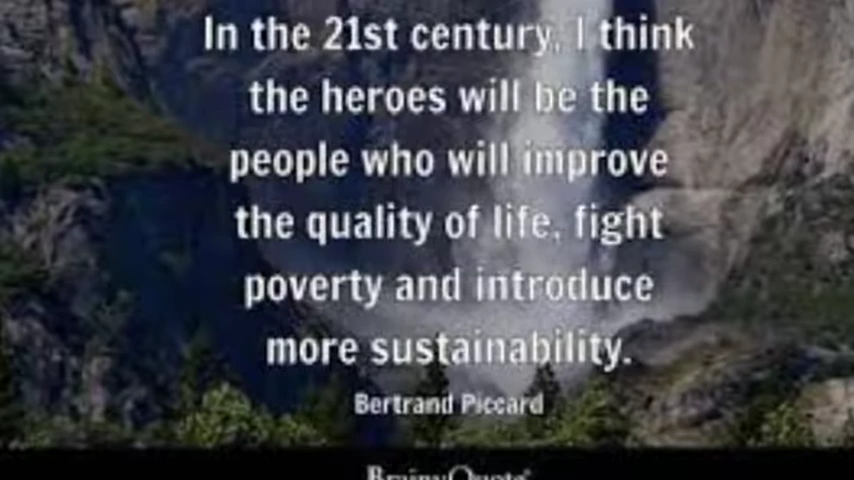 In the 21st century, I think
the heroes will be the
people who will improve
the quality of life, fight
poverty and introduce
more sustainability.
Bertrand Piccard
BrainyQuote